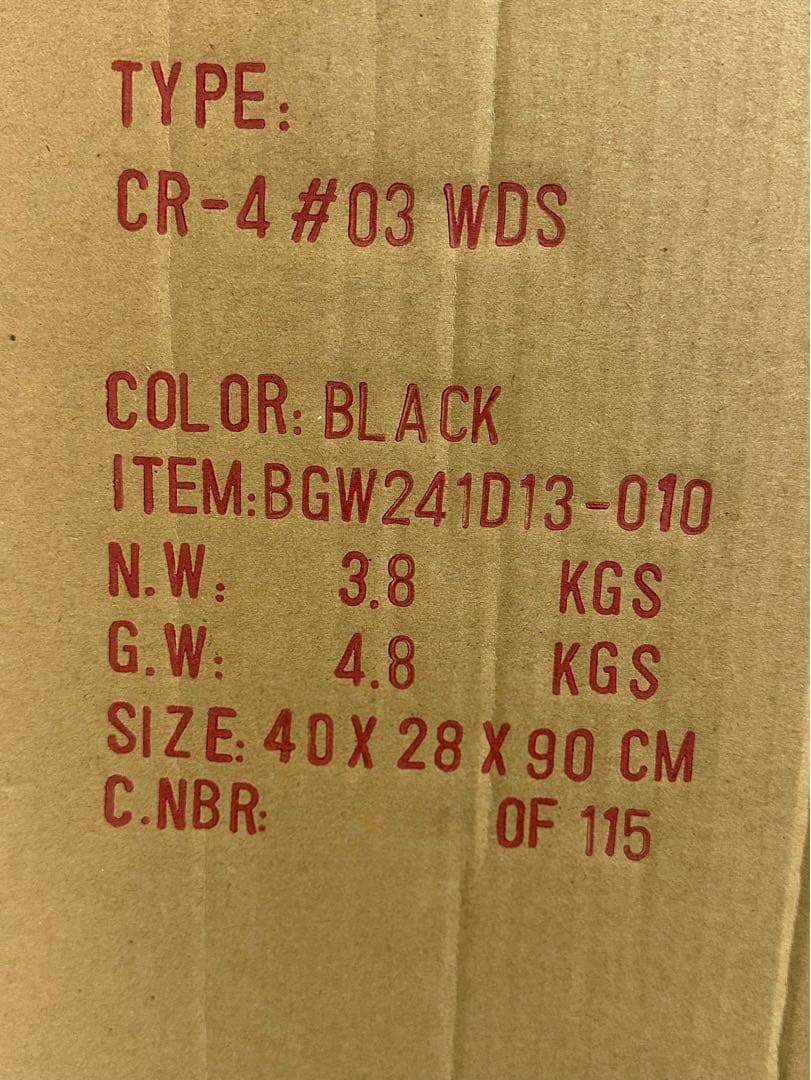 TYPE:
CR-4 #03 WDS
COLOR: BLACK
ITEM:BGW241D13-010
N.W: 3.8 KGS
G.W: 4.8 KGS
SIZE: 40 X 28 X 90 CM
C.NBR: OF 115